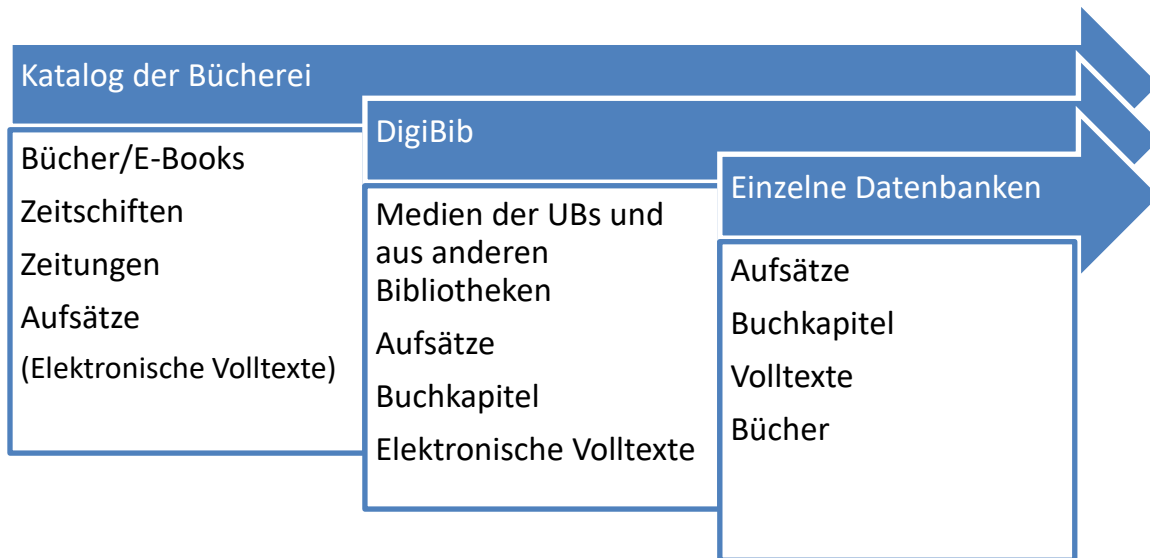 Katalog der Bücherei
Bücher/E-Books
Zeitschiften
Zeitungen
Aufsätze
(Elektronische Volltexte)
DigiBib
Medien der UBs und
aus anderen
Bibliotheken
Aufsätze
Buchkapitel
Elektronische Volltexte
Einzelne Datenbanken
Aufsätze
Buchkapitel
Volltexte
Bücher